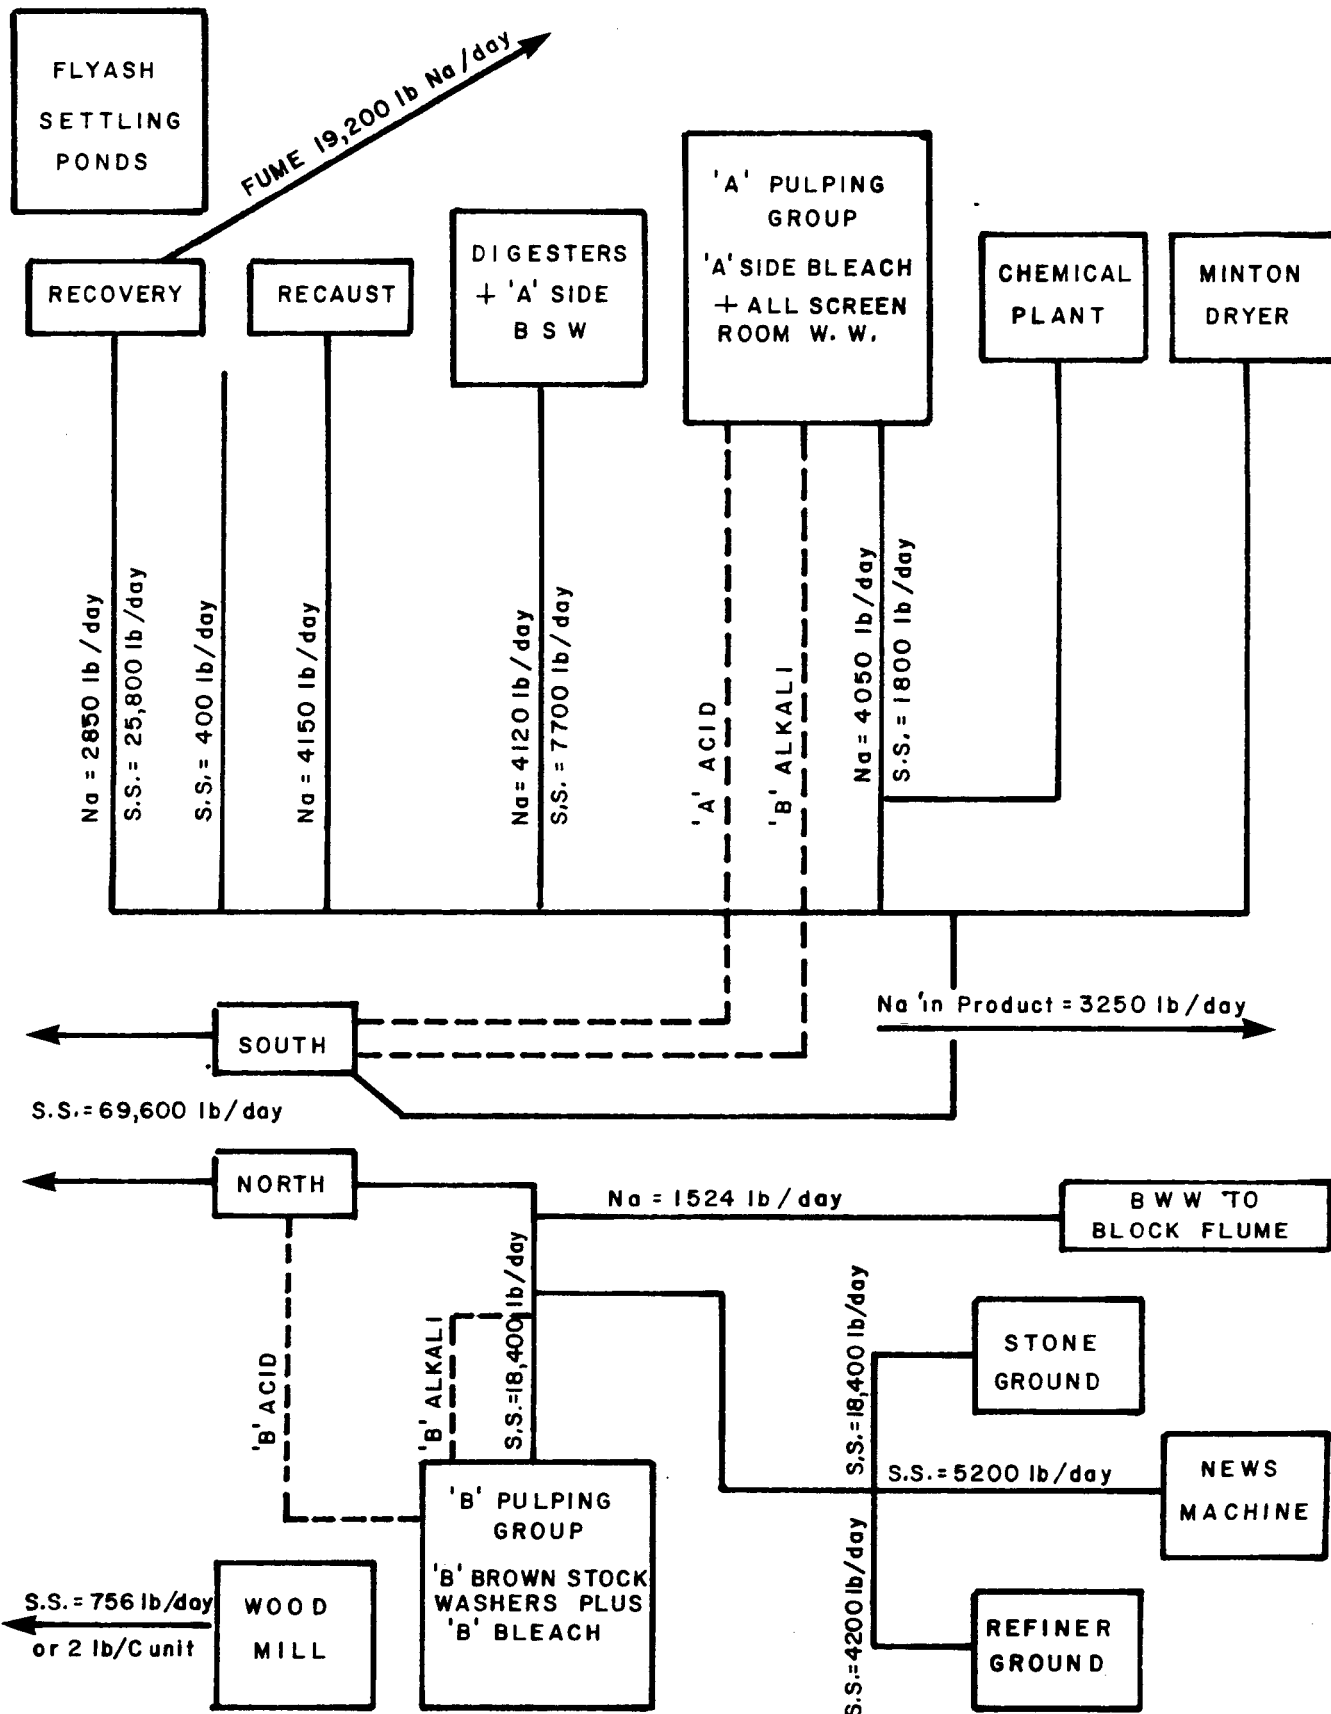 FLYASH
SETTLING
PONDS
FUME 19,200 lb Na/day
RECOVERY
RECAUST
DIGESTERS
+ 'A' SIDE
B S W
'A' PULPING
GROUP
'A' SIDE BLEACH
+ ALL SCREEN
ROOM W. W.
CHEMICAL
PLANT
MINTON
DRYER
Na = 2850 lb/day
S.S. = 25,800 lb/day
S.S. = 400 lb/day
Na = 4150 lb/day
Na = 4120 lb/day
S.S. = 7700 lb/day
'A' ACID
'B' ALKALI
Na = 4050 lb/day
S.S. = 1800 lb/day
SOUTH
Na in Product = 3250 lb/day
S.S. = 69,600 lb/day
NORTH
Na = 1524 lb/day
B W W TO
BLOCK FLUME
'B' ACID
'B' ALKALI
S.S. = 18,400 lb/day
S.S. = 18,400 lb/day
STONE
GROUND
S.S. = 5200 lb/day
NEWS
MACHINE
S.S. = 4200 lb/day
REFINER
GROUND
'B' PULPING
GROUP
'B' BROWN STOCK
WASHERS PLUS
'B' BLEACH
S.S. = 756 lb/day
or 2 lb/C unit
WOOD
MILL